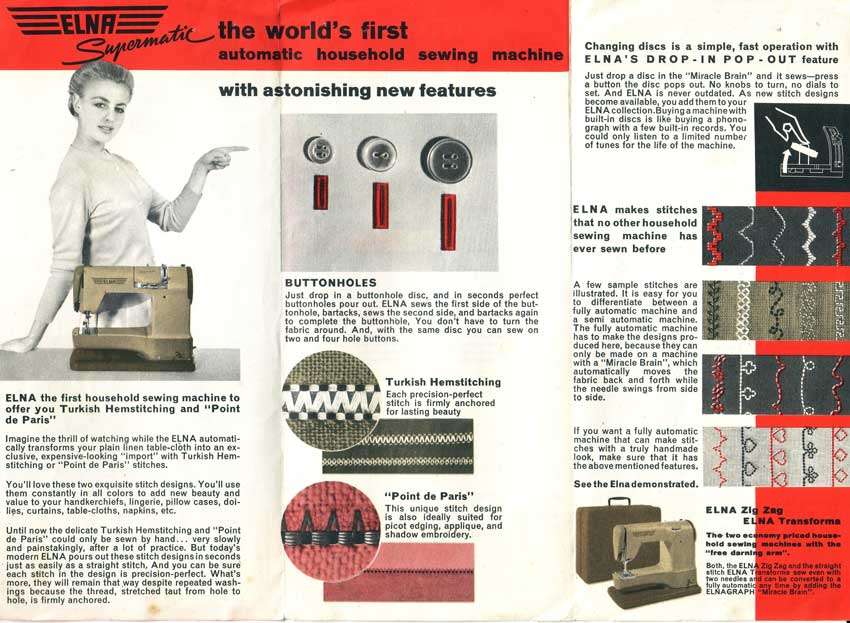 ELNA
Supermatic
the world's first
automatic household sewing machine
with astonishing new features
ELNA
ELNA the first household sewing machine to
offer you Turkish Hemstitching and "Point
de Paris"
Imagine the thrill of watching while the ELNA automati-
cally transforms your plain linen table-cloth into an ex-
clusive, expensive-looking "import" with Turkish Hem-
stitching or "Point de Paris" stitches.
You'll love these two exquisite stitch designs. You'll use
them constantly in all colors to add new beauty and
value to your handkerchiefs, lingerie, pillow cases, doi-
lies, curtains, table-cloths, napkins, etc.
Until now the delicate Turkish Hemstitching and "Point
de Paris" could only be sewn by hand... very slowly
and painstakingly, after a lot of practice. But today's
modern ELNA pours out these stitch designs in seconds
just as easily as a straight stitch. And you can be sure
each stitch in the design is precision-perfect. What's
more, they will remain that way despite repeated wash-
ings because the thread, stretched taut from hole to
hole, is firmly anchored.
BUTTONHOLES
Just drop in a buttonhole disc, and in seconds perfect
buttonholes pour out. ELNA sews the first side of the but-
tonhole, bartacks, sews the second side, and bartacks again
to complete the buttonhble, You don't have to turn the
fabric around. And, with the same disc you can sew on
two and four hole buttons.
Turkish Hemstitching
Each precision-perfect
stitch is firmly anchored
for lasting beauty
"Point de Paris"
This unique stitch design
is also ideally suited for
picot edging, applique, and
shadow embroidery.
Changing discs is a simple, fast operation with
ELNA'S DROP-IN POP-OUT feature
Just drop a disc in the "Miracle Brain" and it sews—press
a button the disc pops out. No knobs to turn, no dials to
set. And ELNA is never outdated. As new stitch designs
become available, you add them to your
ELNA collection. Buying a machine with
built-in discs is like buying a phono-
graph with a few built-in records. You
could only listen to a limited number
of tunes for the life of the machine.
ELNA makes stitches
that no other household
sewing machine has
ever sewn before
A few sample stitches are
illustrated. It is easy for you
to differentiate between a
fully automatic machine and
a semi automatic machine.
The fully automatic machine
has to make the designs pro-
duced here, because they can
only be made on a machine
with a "Miracle Brain", which
automatically moves the
fabric back and forth while
the needle swings from side
to side.
If you want a fully automatic
machine that can make stit-
ches with a truly handmade
look, make sure that it has
the above mentioned features.
See the Elna demonstrated.
ELNA Zig Zag
ELNA Transforma
The two economy priced house-
hold sewing machines with the
"free darning arm".
Both, the ELNA Zig Zag and the straight
stitch ELNA Transforma sew even with
two needles and can be converted to a
fully automatic any time by adding the
ELNAGRAPH "Miracle Brain".